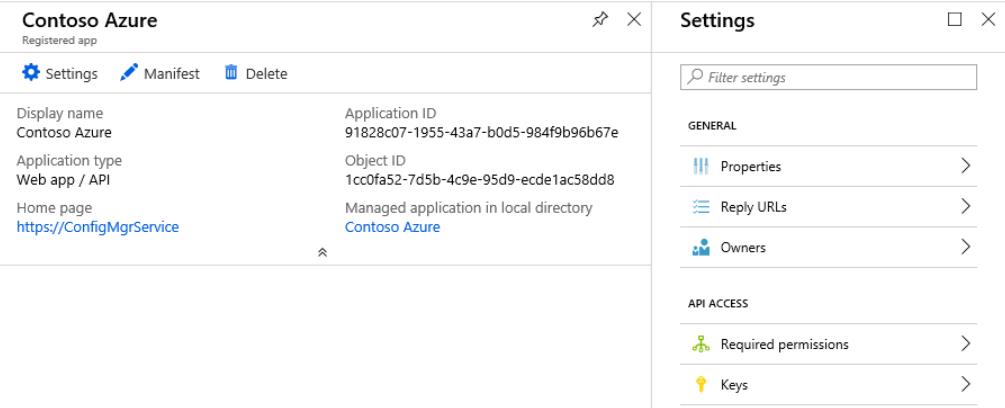 Contoso Azure
Registered app
Settings
Manifest
Delete
Display name
Contoso Azure
Application type
Web app / API
Home page
https://ConfigMgrService
Application ID
91828c07-1955-43a7-b0d5-984f9b96b67e
Object ID
1cc0fa52-7d5b-4c9e-95d9-ecde1ac58dd8
Managed application in local directory
Contoso Azure
Settings
Filter settings
GENERAL
Properties
Reply URLs
Owners
API ACCESS
Required permissions
Keys